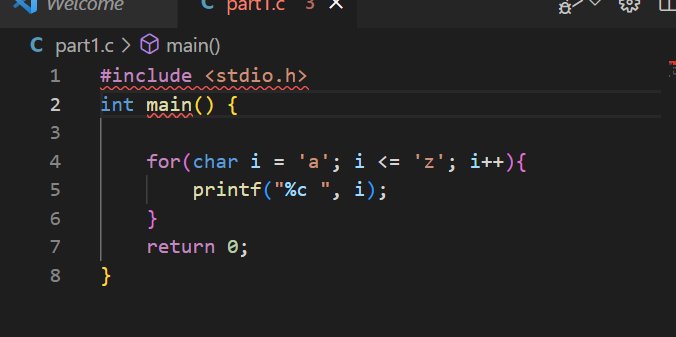 Welcome
C part1.c 3 ×
C part1.c > main()
1 #include <stdio.h>
2 int main() {
3
4 for(char i = 'a'; i <= 'z'; i++){
5 printf("%c ", i);
6 }
7 return 0;
8 }